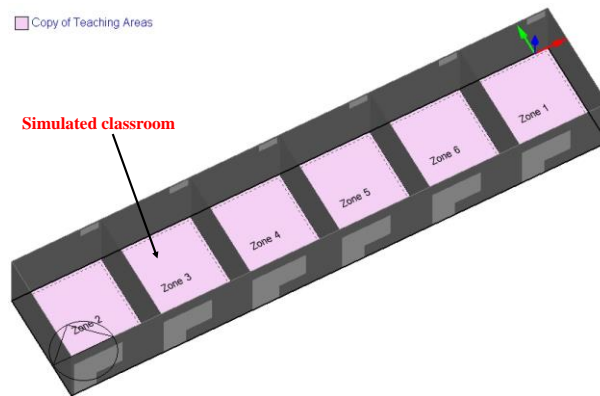 Copy of Teaching Areas
Simulated classroom
Zone 1
Zone 6
Zone 5
Zone 4
Zone 3
Zone 2